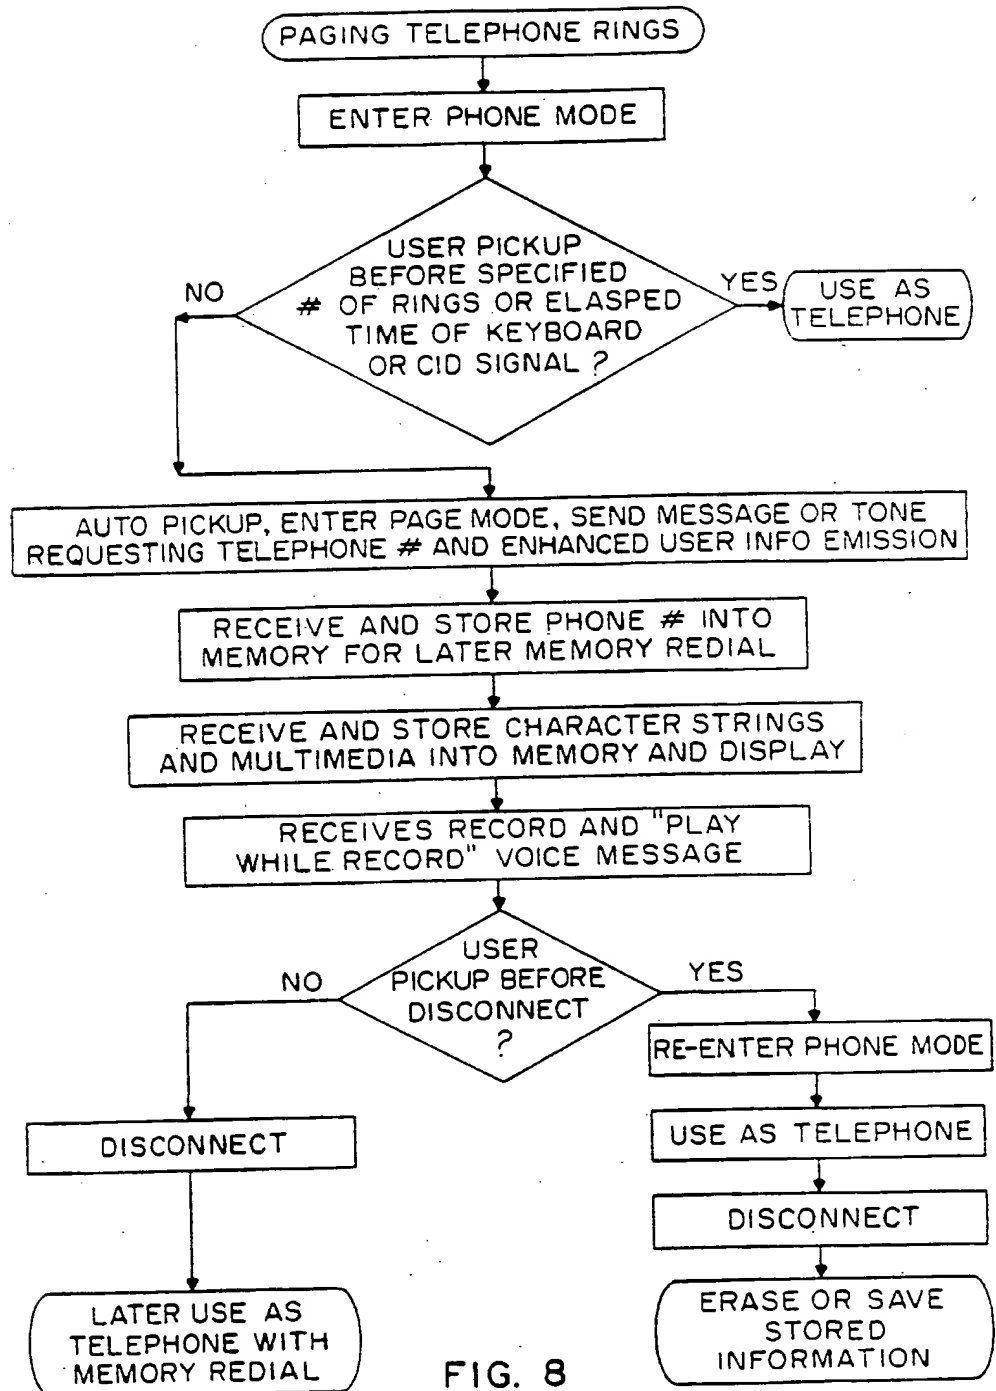 PAGING TELEPHONE RINGS
ENTER PHONE MODE
USER PICKUP
BEFORE SPECIFIED
# OF RINGS OR ELASPED
TIME OF KEYBOARD
OR CID SIGNAL ?
NO
YES
USE AS
TELEPHONE
AUTO PICKUP, ENTER PAGE MODE, SEND MESSAGE OR TONE
REQUESTING TELEPHONE # AND ENHANCED USER INFO EMISSION
RECEIVE AND STORE PHONE # INTO
MEMORY FOR LATER MEMORY REDIAL
RECEIVE AND STORE CHARACTER STRINGS
AND MULTIMEDIA INTO MEMORY AND DISPLAY
RECEIVES RECORD AND "PLAY
WHILE RECORD" VOICE MESSAGE
USER
PICKUP BEFORE
DISCONNECT
?
NO
YES
DISCONNECT
LATER USE AS
TELEPHONE WITH
MEMORY REDIAL
RE-ENTER PHONE MODE
USE AS TELEPHONE
DISCONNECT
ERASE OR SAVE
STORED
INFORMATION
FIG. 8